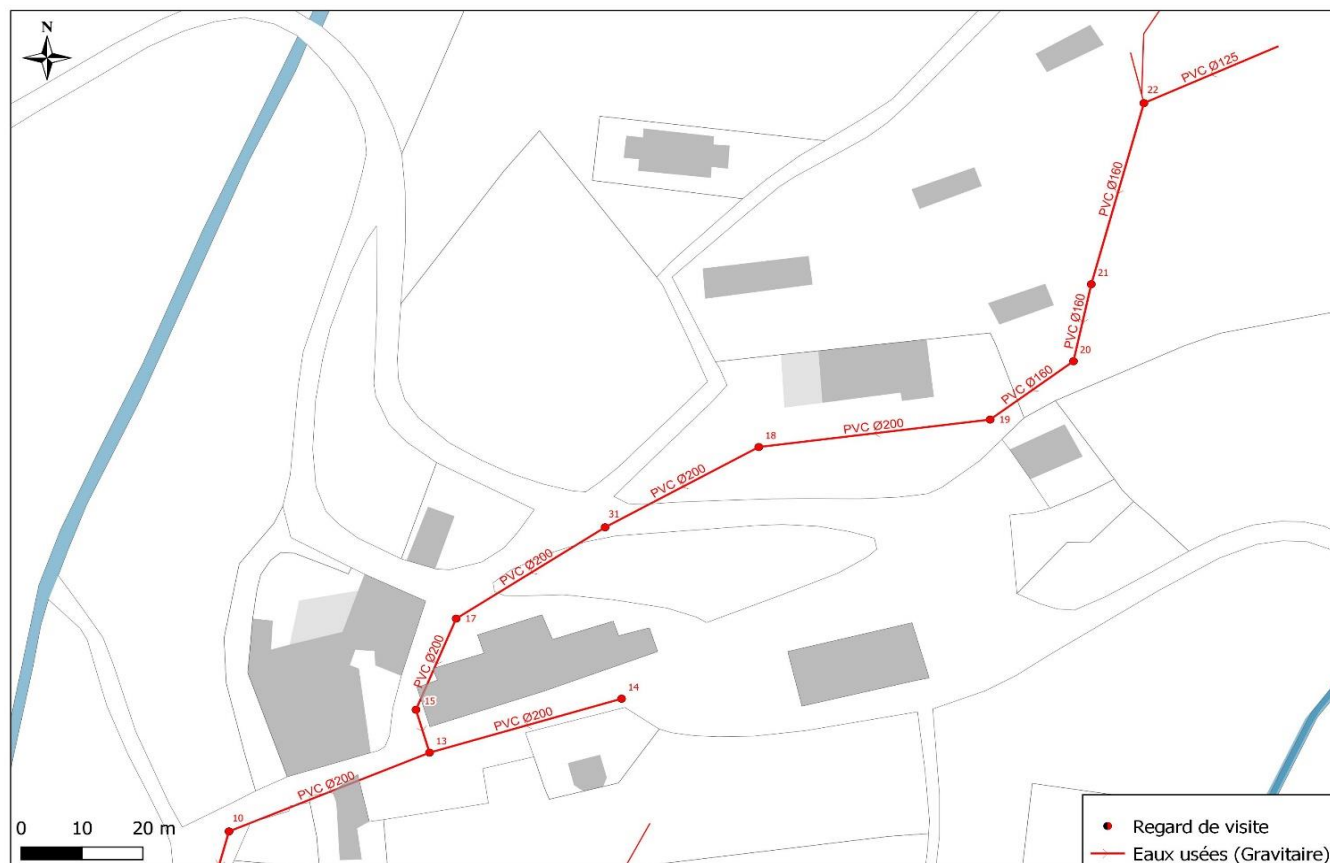 N
PVC Ø125
22
PVC Ø160
21
PVC Ø160
20
PVC Ø160
19
PVC Ø200
18
PVC Ø200
31
PVC Ø200
17
PVC Ø200
15
14
PVC Ø200
13
PVC Ø200
10
0 10 20 m
Regard de visite
Eaux usées (Gravitaire)